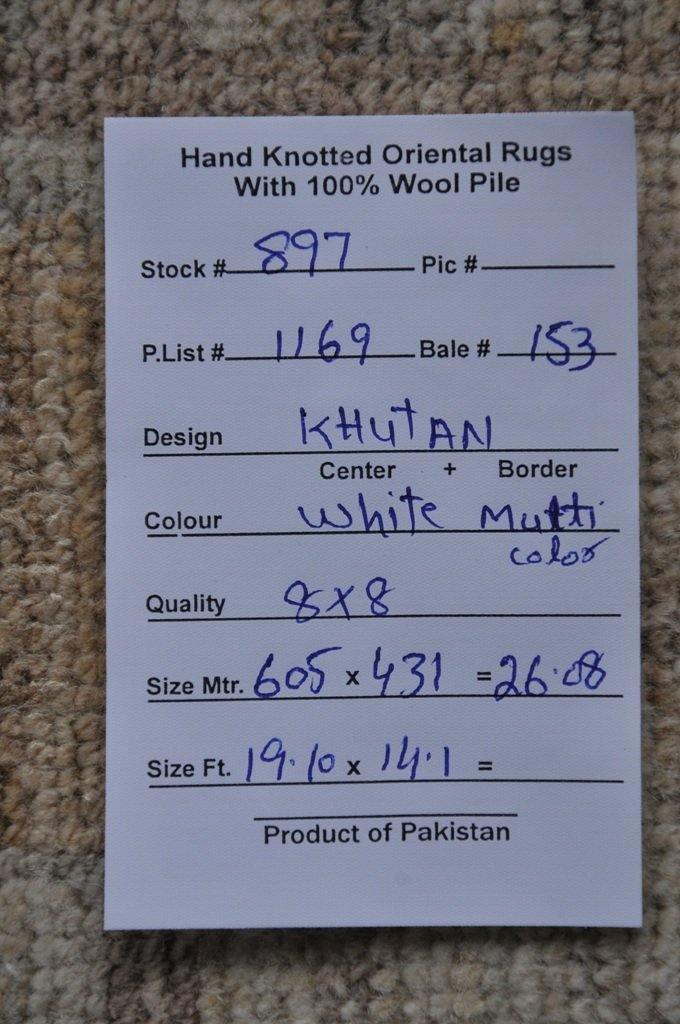 Hand Knotted Oriental Rugs
With 100% Wool Pile
Stock # 897 Pic #
P.List # 1169 Bale # 153
Design KHUTAN
Center + Border
Colour White Multi
color
Quality 8x8
Size Mtr. 605 x 431 = 26.08
Size Ft. 19.10 x 14.1 =
Product of Pakistan